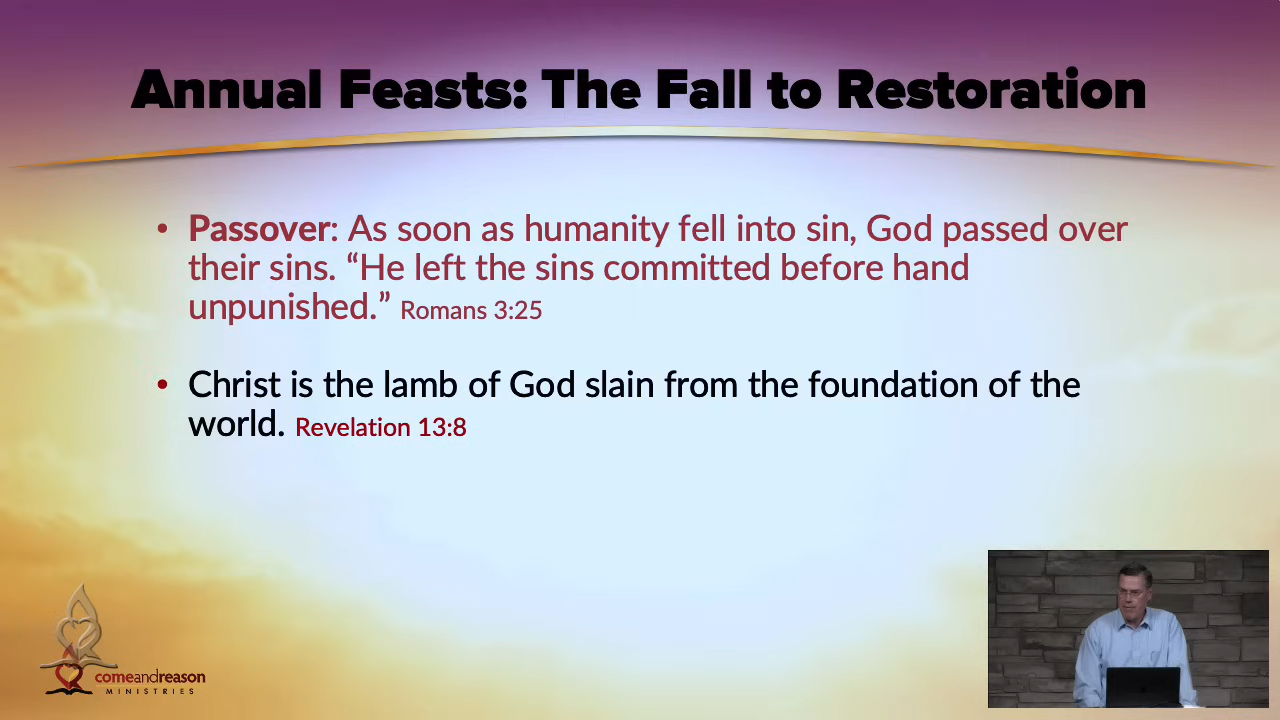 Annual Feasts: The Fall to Restoration
• Passover: As soon as humanity fell into sin, God passed over
their sins. “He left the sins committed before hand
unpunished.” Romans 3:25
• Christ is the lamb of God slain from the foundation of the
world. Revelation 13:8
comeandreason
MINISTRIES